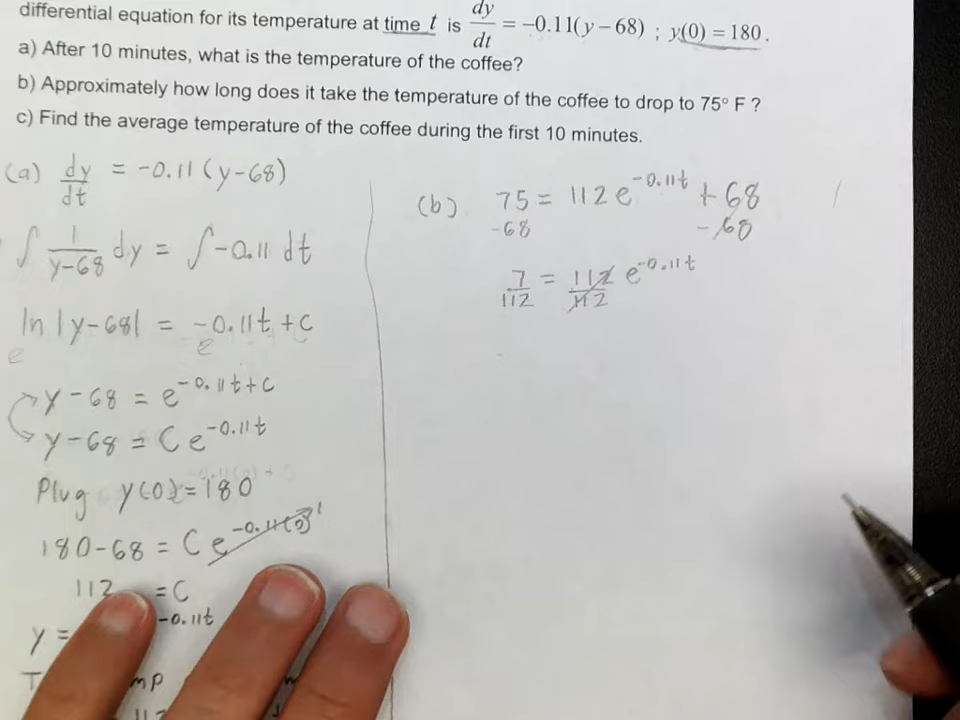 differential equation for its temperature at time t is dy/dt = -0.11(y-68) ; y(0) = 180.
a) After 10 minutes, what is the temperature of the coffee?
b) Approximately how long does it take the temperature of the coffee to drop to 75° F ?
c) Find the average temperature of the coffee during the first 10 minutes.
(a) dy/dt = -0.11 (y-68)
∫ 1/(y-68) dy = ∫ -0.11 dt
ln |y-68| = -0.11t + c
e e
y - 68 = e^(-0.11t + c)
y - 68 = C e^(-0.11t)
Plug y(0) = 180
180 - 68 = C e^(-0.11(0)) 1
112 = C
y = -0.11t
(b) 75 = 112 e^(-0.11t) + 68
-68 -68
7/112 = 112/112 e^(-0.11t)